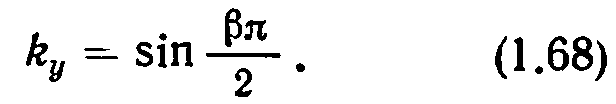 k_y = sin βπ/2 . (1.68)